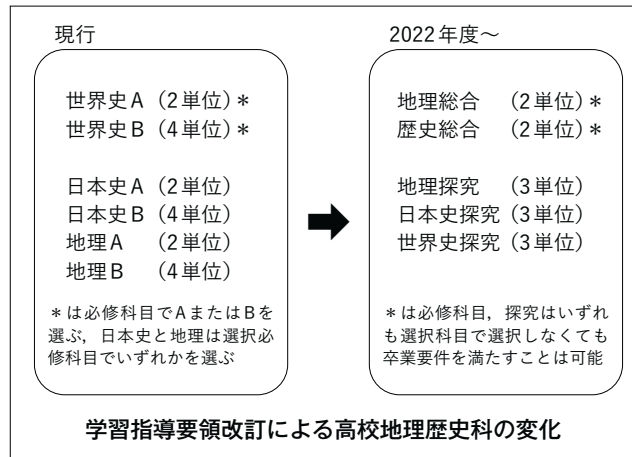 現行
世界史A(2単位)*
世界史B(4単位)*
日本史A(2単位)
日本史B(4単位)
地理A (2単位)
地理B (4単位)
*は必修科目でAまたはBを
選ぶ，日本史と地理は選択必
修科目でいずれかを選ぶ
2022年度〜
地理総合 (2単位)*
歴史総合 (2単位)*
地理探究 (3単位)
日本史探究(3単位)
世界史探究(3単位)
*は必修科目，探究はいずれ
も選択科目で選択しなくても
卒業要件を満たすことは可能
学習指導要領改訂による高校地理歴史科の変化